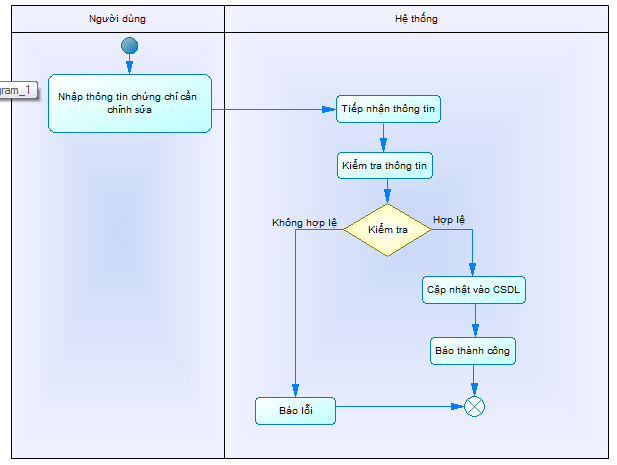 Người dùng
Hệ thống
gram_1
Nhập thông tin chứng chỉ cần
chỉnh sửa
Tiếp nhận thông tin
Kiểm tra thông tin
Kiểm tra
Không hợp lệ
Hợp lệ
Cập nhật vào CSDL
Báo thành công
Báo lỗi